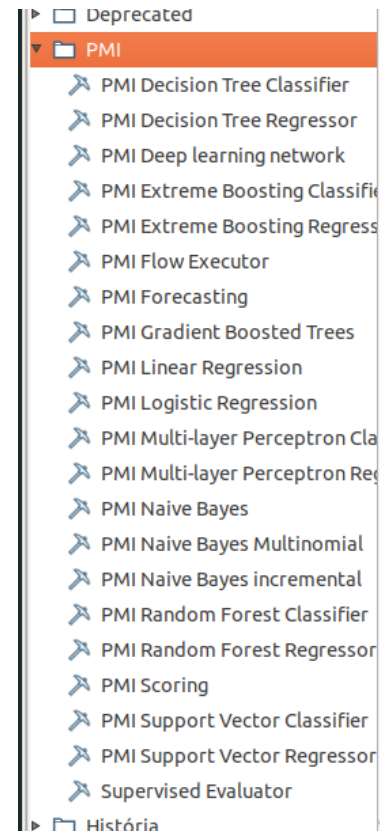 Deprecated
PMI
PMI Decision Tree Classifier
PMI Decision Tree Regressor
PMI Deep learning network
PMI Extreme Boosting Classifie
PMI Extreme Boosting Regress
PMI Flow Executor
PMI Forecasting
PMI Gradient Boosted Trees
PMI Linear Regression
PMI Logistic Regression
PMI Multi-layer Perceptron Cla
PMI Multi-layer Perceptron Reg
PMI Naive Bayes
PMI Naive Bayes Multinomial
PMI Naive Bayes incremental
PMI Random Forest Classifier
PMI Random Forest Regressor
PMI Scoring
PMI Support Vector Classifier
PMI Support Vector Regressor
Supervised Evaluator
História